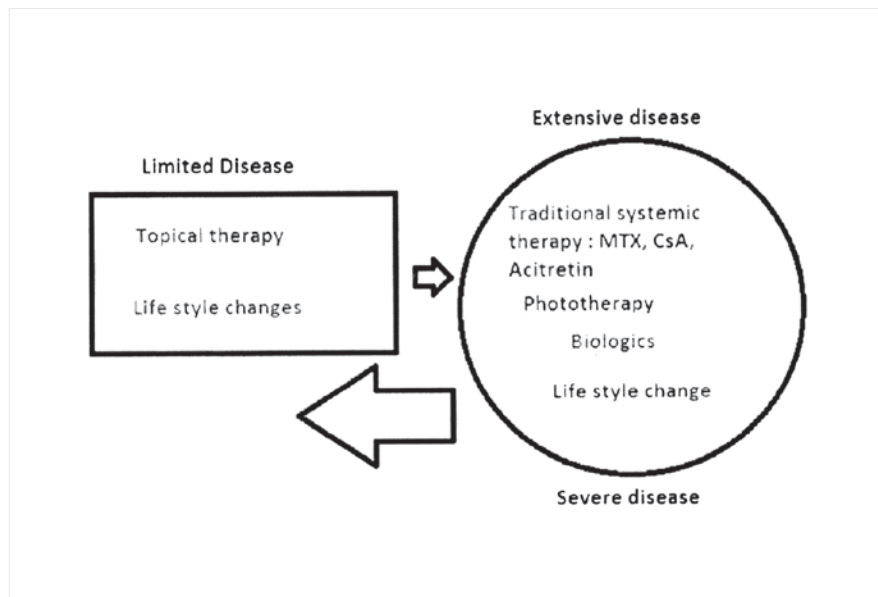 Extensive disease
Limited Disease
Topical therapy
Life style changes
Traditional systemic
therapy : MTX, CsA,
Acitretin
Phototherapy
Biologics
Life style change
Severe disease